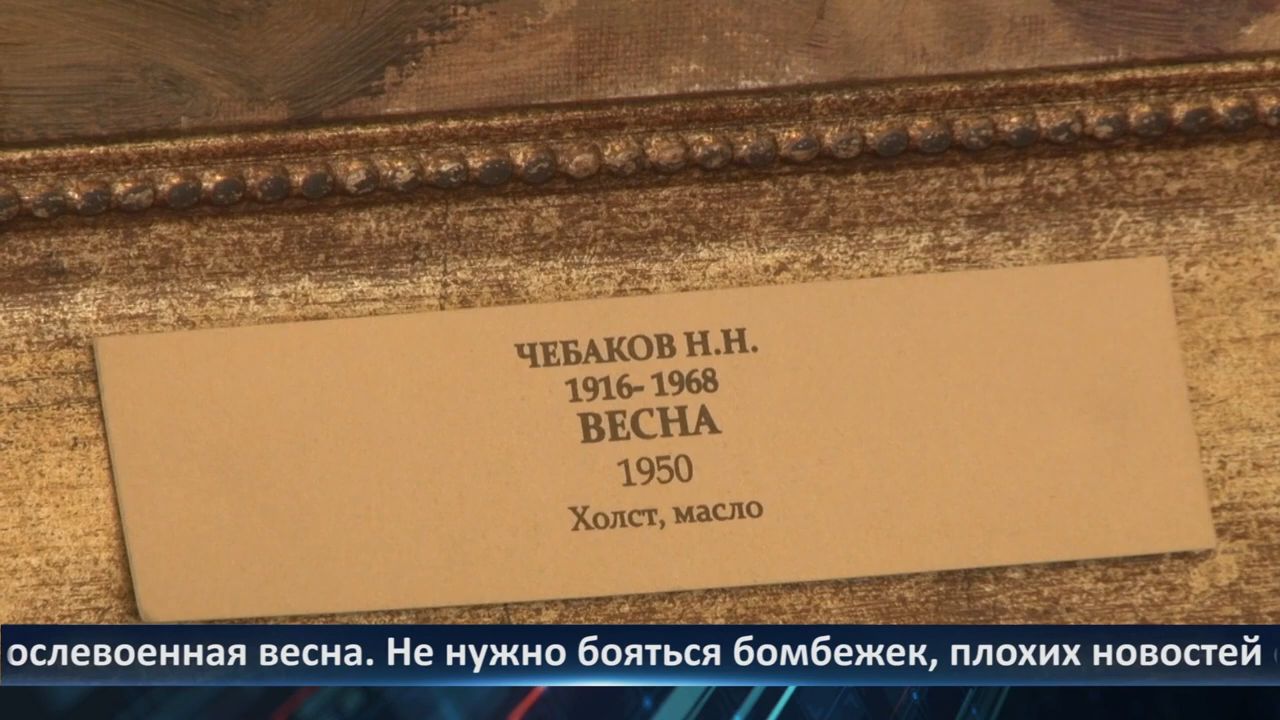 ЧЕБАКОВ Н.Н.
1916- 1968
ВЕСНА
1950
Холст, масло
ослевоенная весна. Не нужно бояться бомбежек, плохих новостей